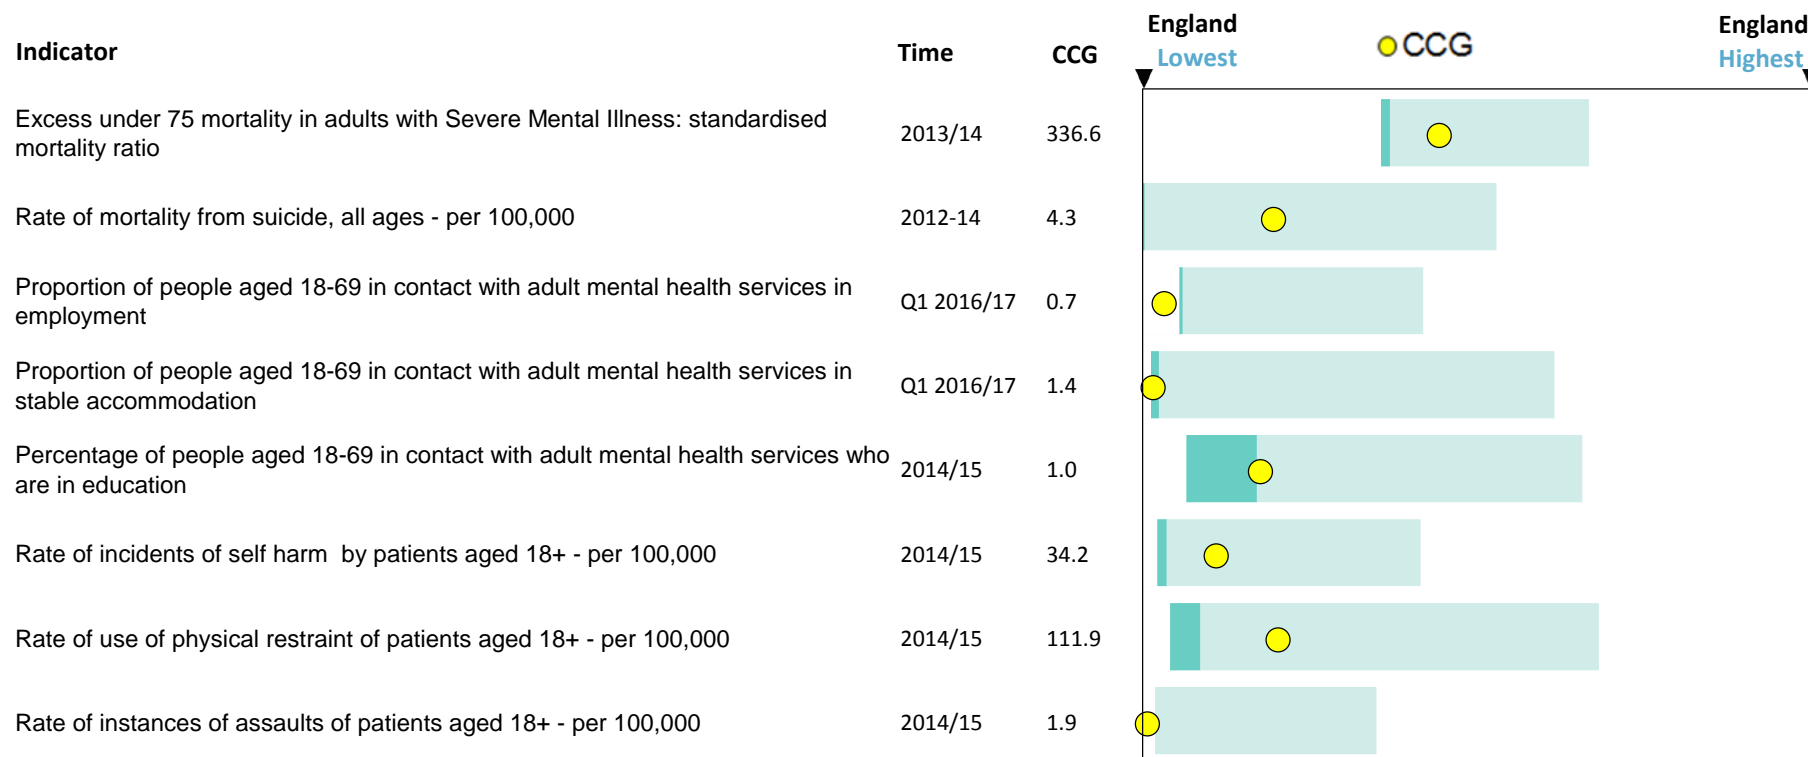 England England
Indicator Time CCG Lowest CCG Highest
Excess under 75 mortality in adults with Severe Mental Illness: standardised
mortality ratio 2013/14 336.6
Rate of mortality from suicide, all ages - per 100,000 2012-14 4.3
Proportion of people aged 18-69 in contact with adult mental health services in
employment Q1 2016/17 0.7
Proportion of people aged 18-69 in contact with adult mental health services in
stable accommodation Q1 2016/17 1.4
Percentage of people aged 18-69 in contact with adult mental health services who
are in education 2014/15 1.0
Rate of incidents of self harm  by patients aged 18+ - per 100,000 2014/15 34.2
Rate of use of physical restraint of patients aged 18+ - per 100,000 2014/15 111.9
Rate of instances of assaults of patients aged 18+ - per 100,000 2014/15 1.9